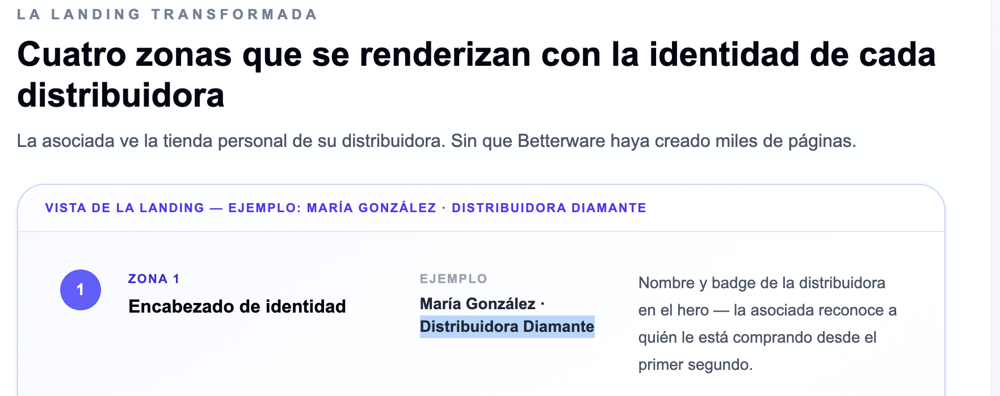 LA LANDING TRANSFORMADA
Cuatro zonas que se renderizan con la identidad de cada
distribuidora
La asociada ve la tienda personal de su distribuidora. Sin que Betterware haya creado miles de páginas.
VISTA DE LA LANDING — EJEMPLO: MARÍA GONZÁLEZ · DISTRIBUIDORA DIAMANTE
1
ZONA 1
Encabezado de identidad
EJEMPLO
María González ·
Distribuidora Diamante
Nombre y badge de la distribuidora
en el hero — la asociada reconoce a
quién le está comprando desde el
primer segundo.